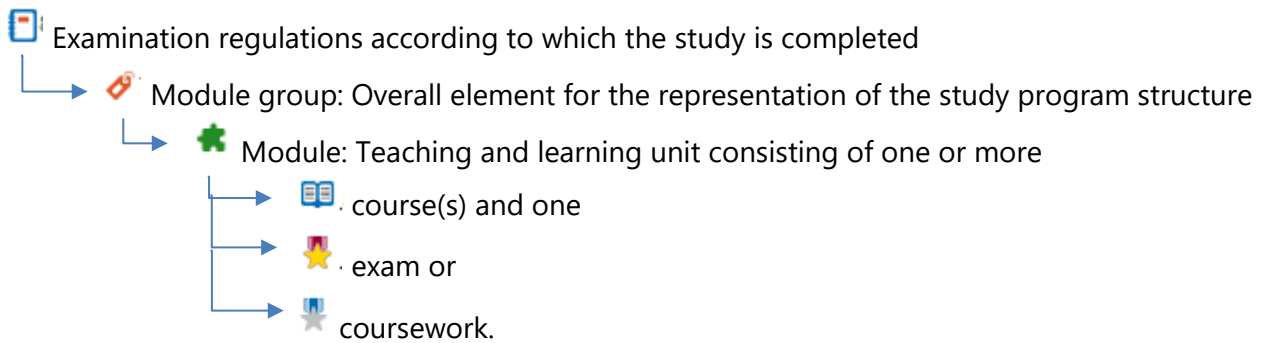 Examination regulations according to which the study is completed
Module group: Overall element for the representation of the study program structure
Module: Teaching and learning unit consisting of one or more
course(s) and one
exam or
coursework.